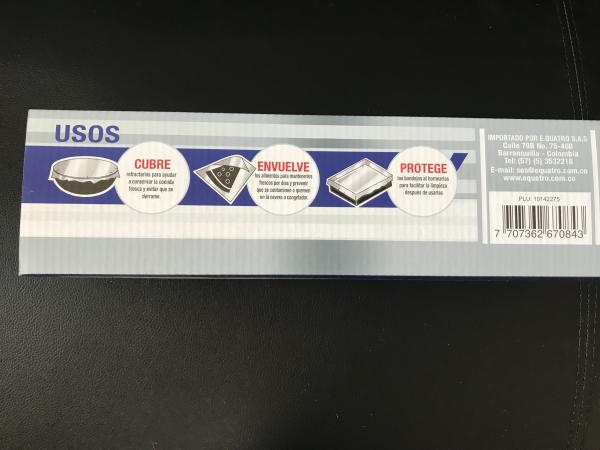 USOS
CUBRE
refractarios para ayudar
a conservar la comida
fresca y evitar que se
derrame.
ENVUELVE
los alimentos para mantenerlos
frescos por días y prevenir
que se contaminen o quemen
en la nevera o congelador.
PROTEGE
las bandejas al hornearlas
para facilitar la limpieza
después de usarlas.
IMPORTADO POR E.QUATRO S.A.S
Calle 79B No. 75-400
Barranquilla - Colombia
Tel: (57) (5) 3532218
E-mail: sos@equatro.com.co
www.equatro.com.co
PLU: 10142275
7 707362 670843